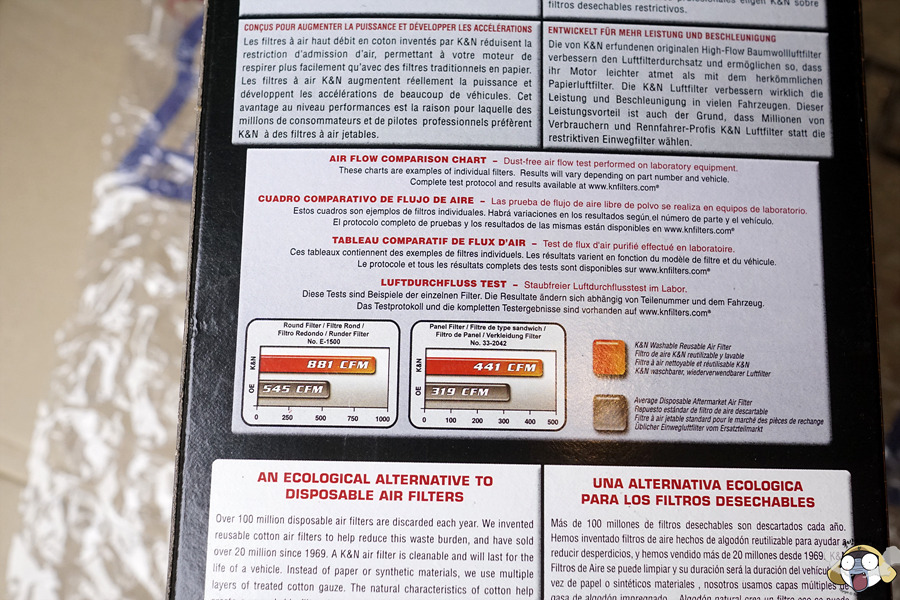 filtros desechables restrictivos.
CONÇUS POUR AUGMENTER LA PUISSANCE ET DÉVELOPPER LES ACCÉLÉRATIONS
Les filtres à air haut débit en coton inventés par K&N réduisent la
restriction d'admission d'air, permettant à votre moteur de
respirer plus facilement qu'avec des filtres traditionnels en papier.
Les filtres à air K&N augmentent réellement la puissance et
développent les accélérations de beaucoup de véhicules. Cet
avantage au niveau performances est la raison pour laquelle des
millions de consommateurs et de pilotes professionnels préfèrent
K&N à des filtres à air jetables.
ENTWICKELT FÜR MEHR LEISTUNG UND BESCHLEUNIGUNG
Die von K&N erfundenen originalen High-Flow Baumwollluftfilter
verbessern den Luftfilterdurchsatz und ermöglichen so, dass
ihr Motor leichter atmet als mit dem herkömmlichen
Papierluftfilter. Die K&N Luftfilter verbessern wirklich die
Leistung und Beschleunigung in vielen Fahrzeugen. Dieser
Leistungsvorteil ist auch der Grund, dass Millionen von
Verbrauchern und Rennfahrer-Profis K&N Luftfilter statt die
restriktiven Einwegfilter wählen.
AIR FLOW COMPARISON CHART – Dust-free air flow test performed on laboratory equipment.
These charts are examples of individual filters. Results will vary depending on part number and vehicle.
Complete test protocol and results available at www.knfilters.com®
CUADRO COMPARATIVO DE FLUJO DE AIRE – Las prueba de flujo de aire libre de polvo se realiza en equipos de laboratorio.
Estos cuadros son ejemplos de filtros individuales. Habrá variaciones en los resultados según el número de parte y el vehículo.
El protocolo completo de pruebas y los resultados de las mismas están disponibles en www.knfilters.com®
TABLEAU COMPARATIF DE FLUX D'AIR – Test de flux d'air purifié effectué en laboratoire.
Ces tableaux contiennent des exemples de filtres individuels. Les résultats varient en fonction du modèle de filtre et du véhicule.
Le protocole et tous les résultats complets des tests sont disponibles sur www.knfilters.com®
LUFTDURCHFLUSS TEST – Staubfreier Luftdurchflusstest im Labor.
Diese Tests sind Beispiele der einzelnen Filter. Die Resultate ändern sich abhängig von Teilenummer und dem Fahrzeug.
Das Testprotokoll und die kompletten Testergebnisse sind vorhanden auf www.knfilters.com®
Round Filter / Filtre Rond /
Filtro Redondo / Runder Filter
No. E-1500
K&N
881 CFM
OE
545 CFM
0 250 500 750 1000
Panel Filter / Filtre de type sandwich /
Filtro de Panel / Verkleidung Filter
No. 33-2042
K&N
441 CFM
OE
319 CFM
0 100 200 300 400 500
K&N Washable Reusable Air Filter
Filtro de aire K&N reutilizable y lavable
Filtre à air nettoyable et réutilisable K&N
K&N waschbarer, wiederverwendbarer Luftfilter
Average Disposable Aftermarket Air Filter
Repuesto estándar de filtro de aire descartable
Filtre à air jetable standard pour le marché des pièces de rechange
Üblicher Einwegluftfilter vom Ersatzteilmarkt
AN ECOLOGICAL ALTERNATIVE TO
DISPOSABLE AIR FILTERS
Over 100 million disposable air filters are discarded each year. We invented
reusable cotton air filters to help reduce this waste burden, and have sold
over 20 million since 1969. A K&N air filter is cleanable and will last for the
life of a vehicle. Instead of paper or synthetic materials, we use multiple
layers of treated cotton gauze. The natural characteristics of cotton help
UNA ALTERNATIVA ECOLOGICA
PARA LOS FILTROS DESECHABLES
Más de 100 millones de filtros desechables son descartados cada año.
Hemos inventado filtros de aire hechos de algodón reutilizable para ayudar a
reducir desperdicios, y hemos vendido más de 20 millones desde 1969.
Filtros de Aire se puede limpiar y su duración será la duración del
vez de papel o sintéticos materiales , nosotros usamos capas múltiples
gasa de algodón impregnado.